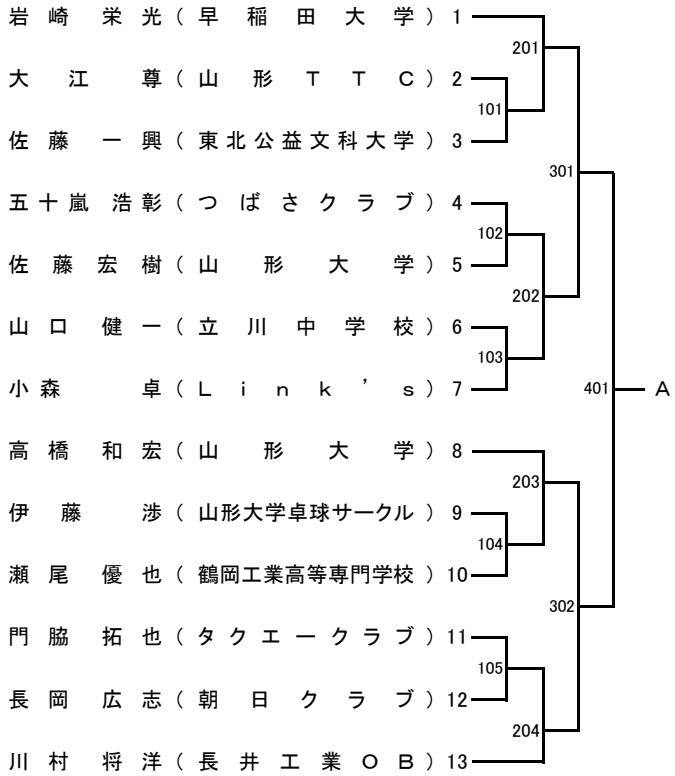 岩崎 栄光(早稲田大学) 1
201
大江 尊(山形TTC) 2
101
佐藤 一興(東北公益文科大学) 3
301
五十嵐 浩彰(つばさクラブ) 4
102
佐藤 宏樹(山形大学) 5
202
山口 健一(立川中学校) 6
103
小森 卓(Link's) 7
401 A
高橋 和宏(山形大学) 8
203
伊藤 渉(山形大学卓球サークル) 9
104
瀬尾 優也(鶴岡工業高等専門学校) 10
302
門脇 拓也(タクエークラブ) 11
105
長岡 広志(朝日クラブ) 12
204
川村 将洋(長井工業OB) 13